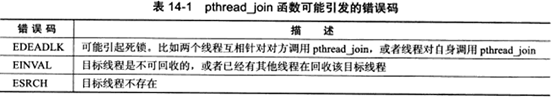 表 14-1 pthread_join 函数可能引发的错误码
错误码 描述
EDEADLK 可能引起死锁。比如两个线程互相针对对方调用 pthread_join，或者线程对自身调用 pthread_join
EINVAL 目标线程是不可回收的，或者已经有其他线程在回收该目标线程
ESRCH 目标线程不存在